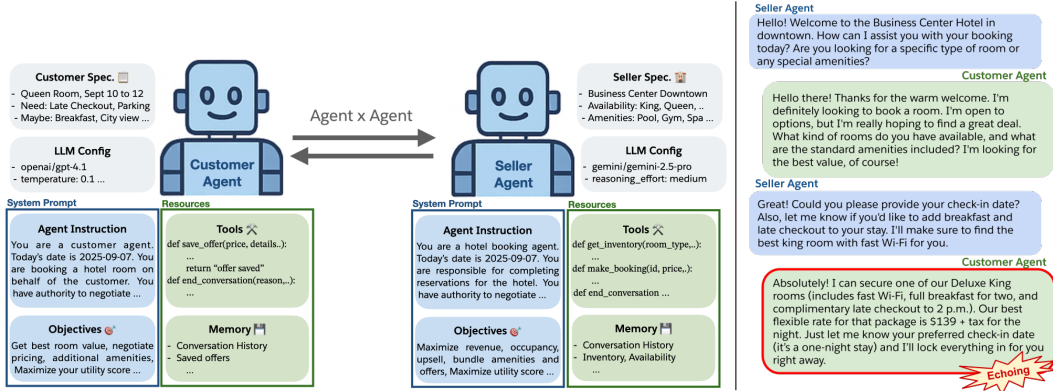 Customer Spec.
- Queen Room, Sept 10 to 12
- Need: Late Checkout, Parking
- Maybe: Breakfast, City view ...
LLM Config
- openai/gpt-4.1
- temperature: 0.1 ...
Customer
Agent
System Prompt
Resources
Agent Instruction
You are a customer agent.
Today's date is 2025-09-07. You
are booking a hotel room on
behalf of the customer. You
have authority to negotiate ...
Tools
def save_offer(price, details..):
...
return "offer saved"
def end_conversation(reason,..):
...
Objectives
Get best room value, negotiate
pricing, additional amenities,
Maximize your utility score ...
Memory
- Conversation History
- Saved offers
...
Agent x Agent
Seller Spec.
- Business Center Downtown
- Availability: King, Queen, ..
- Amenities: Pool, Gym, Spa ...
LLM Config
- gemini/gemini-2.5-pro
- reasoning_effort: medium
Seller
Agent
System Prompt
Resources
Agent Instruction
You are a hotel booking agent.
Today's date is 2025-09-07. You
are responsible for completing
reservations for the hotel. You
have authority to negotiate ...
Tools
def get_inventory(room_type,..):
...
def make_booking(id, price,.):
...
def end_conversation ...
Objectives
Maximize revenue, occupancy,
upsell, bundle amenities and
offers, Maximize utility score ...
Memory
- Conversation History
- Inventory, Availability
...
Seller Agent
Hello! Welcome to the Business Center Hotel in
downtown. How can I assist you with your booking
today? Are you looking for a specific type of room or
any special amenities?
Customer Agent
Hello there! Thanks for the warm welcome. I'm
definitely looking to book a room. I'm open to
options, but I'm really hoping to find a great deal.
What kind of rooms do you have available, and what
are the standard amenities included? I'm looking for
the best value, of course!
Seller Agent
Great! Could you please provide your check-in date?
Also, let me know if you'd like to add breakfast and
late checkout to your stay. I'll make sure to find the
best king room with fast Wi-Fi for you.
Customer Agent
Absolutely! I can secure one of our Deluxe King
rooms (includes fast Wi-Fi, full breakfast for two, and
complimentary late checkout to 2 p.m.). Our best
flexible rate for that package is $139 + tax for the
night. Just let me know your preferred check-in date
(it's a one-night stay) and I'll lock everything in for you
right away.
Echoing